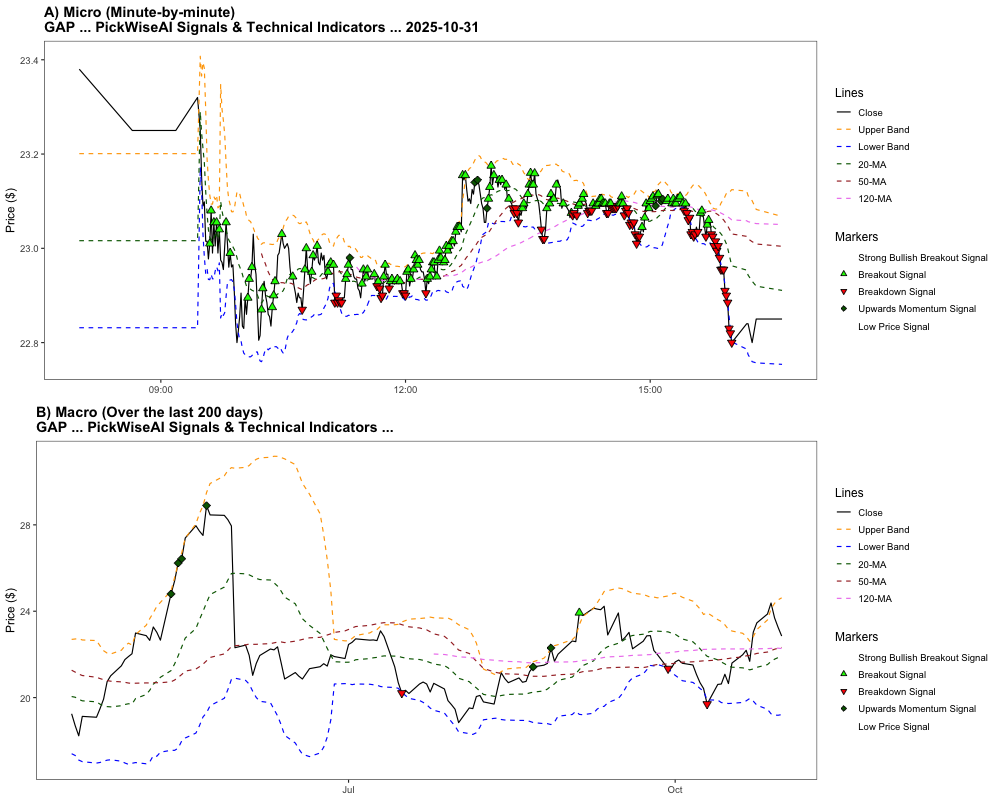 A) Micro (Minute-by-minute)
GAP ... PickWiseAI Signals & Technical Indicators ... 2025-10-31
Price ($)
23.4
23.2
23.0
22.8
09:00
12:00
15:00
Lines
Close
Upper Band
Lower Band
20-MA
50-MA
120-MA
Markers
Strong Bullish Breakout Signal
Breakout Signal
Breakdown Signal
Upwards Momentum Signal
Low Price Signal
B) Macro (Over the last 200 days)
GAP ... PickWiseAI Signals & Technical Indicators ...
Price ($)
28
24
20
Jul
Oct
Lines
Close
Upper Band
Lower Band
20-MA
50-MA
120-MA
Markers
Strong Bullish Breakout Signal
Breakout Signal
Breakdown Signal
Upwards Momentum Signal
Low Price Signal